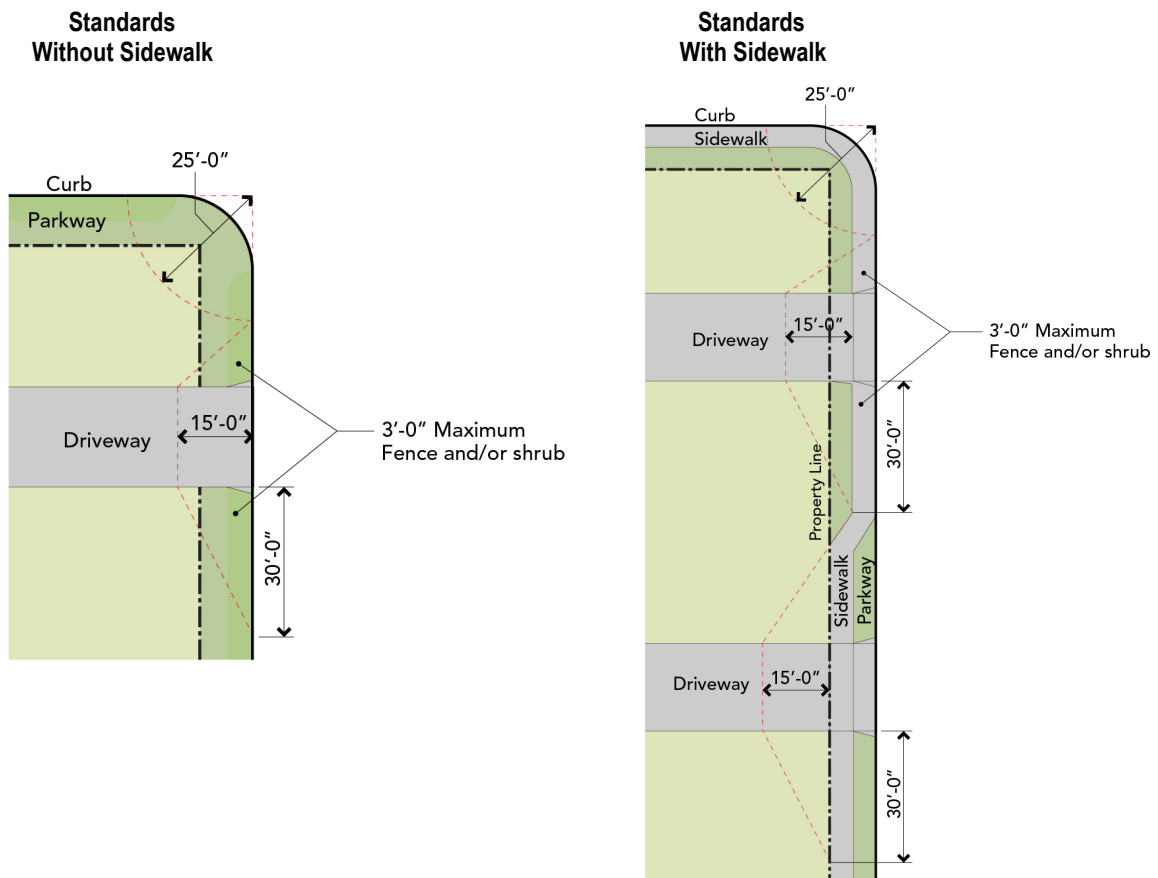 Standards
Without Sidewalk
25’-0”
Curb
Parkway
Driveway
15’-0”
3’-0” Maximum
Fence and/or shrub
30’-0”
Standards
With Sidewalk
25’-0”
Curb
Sidewalk
15’-0”
Driveway
3’-0” Maximum
Fence and/or shrub
30’-0”
Property Line
Sidewalk
Parkway
Driveway
15’-0”
30’-0”